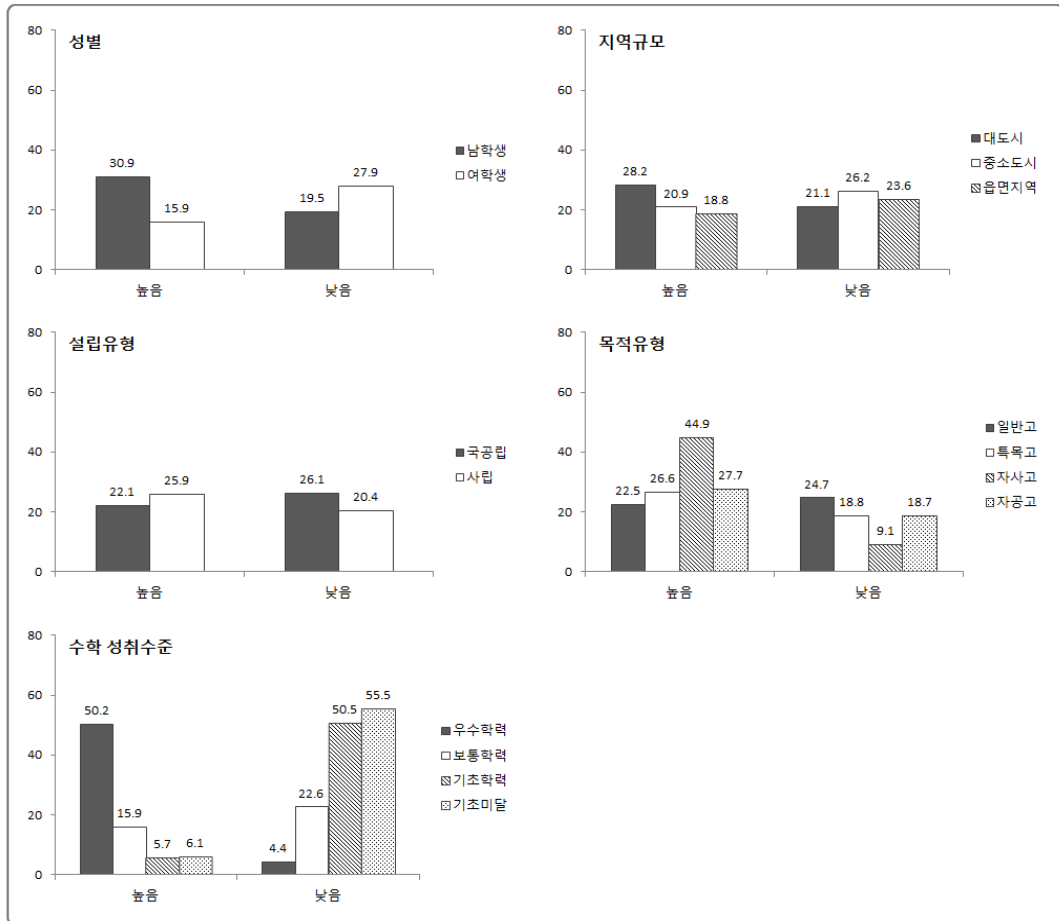 성별
80
60
40
20
0
30.9
15.9
19.5
27.9
높음
낮음
남학생
여학생
지역규모
80
60
40
20
0
28.2
20.9
18.8
21.1
26.2
23.6
높음
낮음
대도시
중소도시
읍면지역
설립유형
80
60
40
20
0
22.1
25.9
26.1
20.4
높음
낮음
국공립
사립
목적유형
80
60
40
20
0
22.5
26.6
44.9
27.7
24.7
18.8
9.1
18.7
높음
낮음
일반고
특목고
자사고
자공고
수학 성취수준
80
60
40
20
0
50.2
15.9
5.7
6.1
4.4
22.6
50.5
55.5
높음
낮음
우수학력
보통학력
기초학력
기초미달